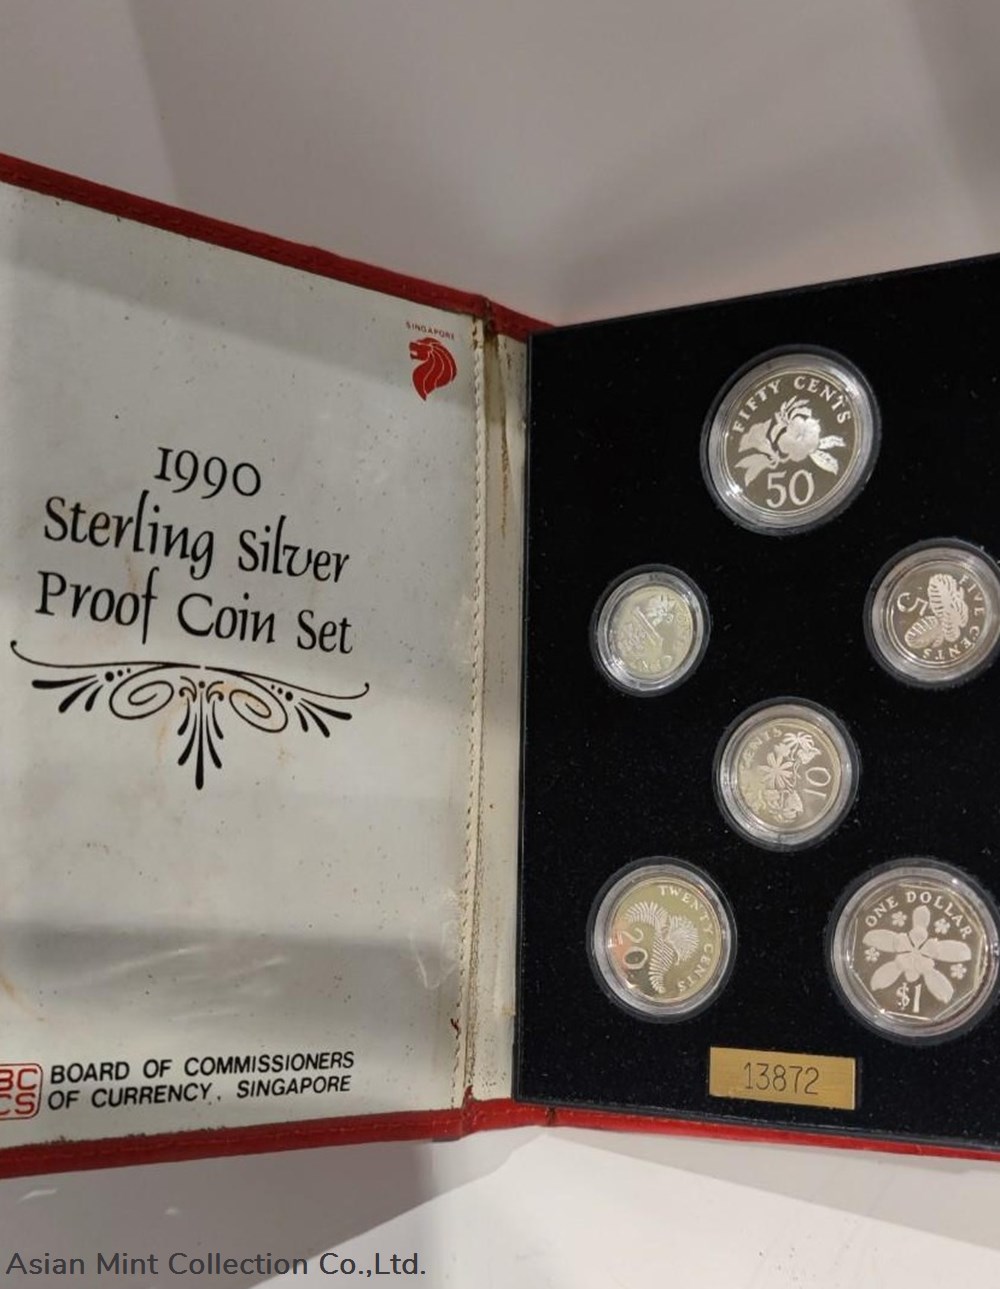 SINGAPORE
1990
Sterling Silver
Proof Coin Set
BC
CS
BOARD OF COMMISSIONERS
OF CURRENCY, SINGAPORE
FIFTY CENTS
50
FIVE CENTS
5
CENTS
10
TWENTY CENTS
20
ONE DOLLAR
$1
13872
Asian Mint Collection Co.,Ltd.